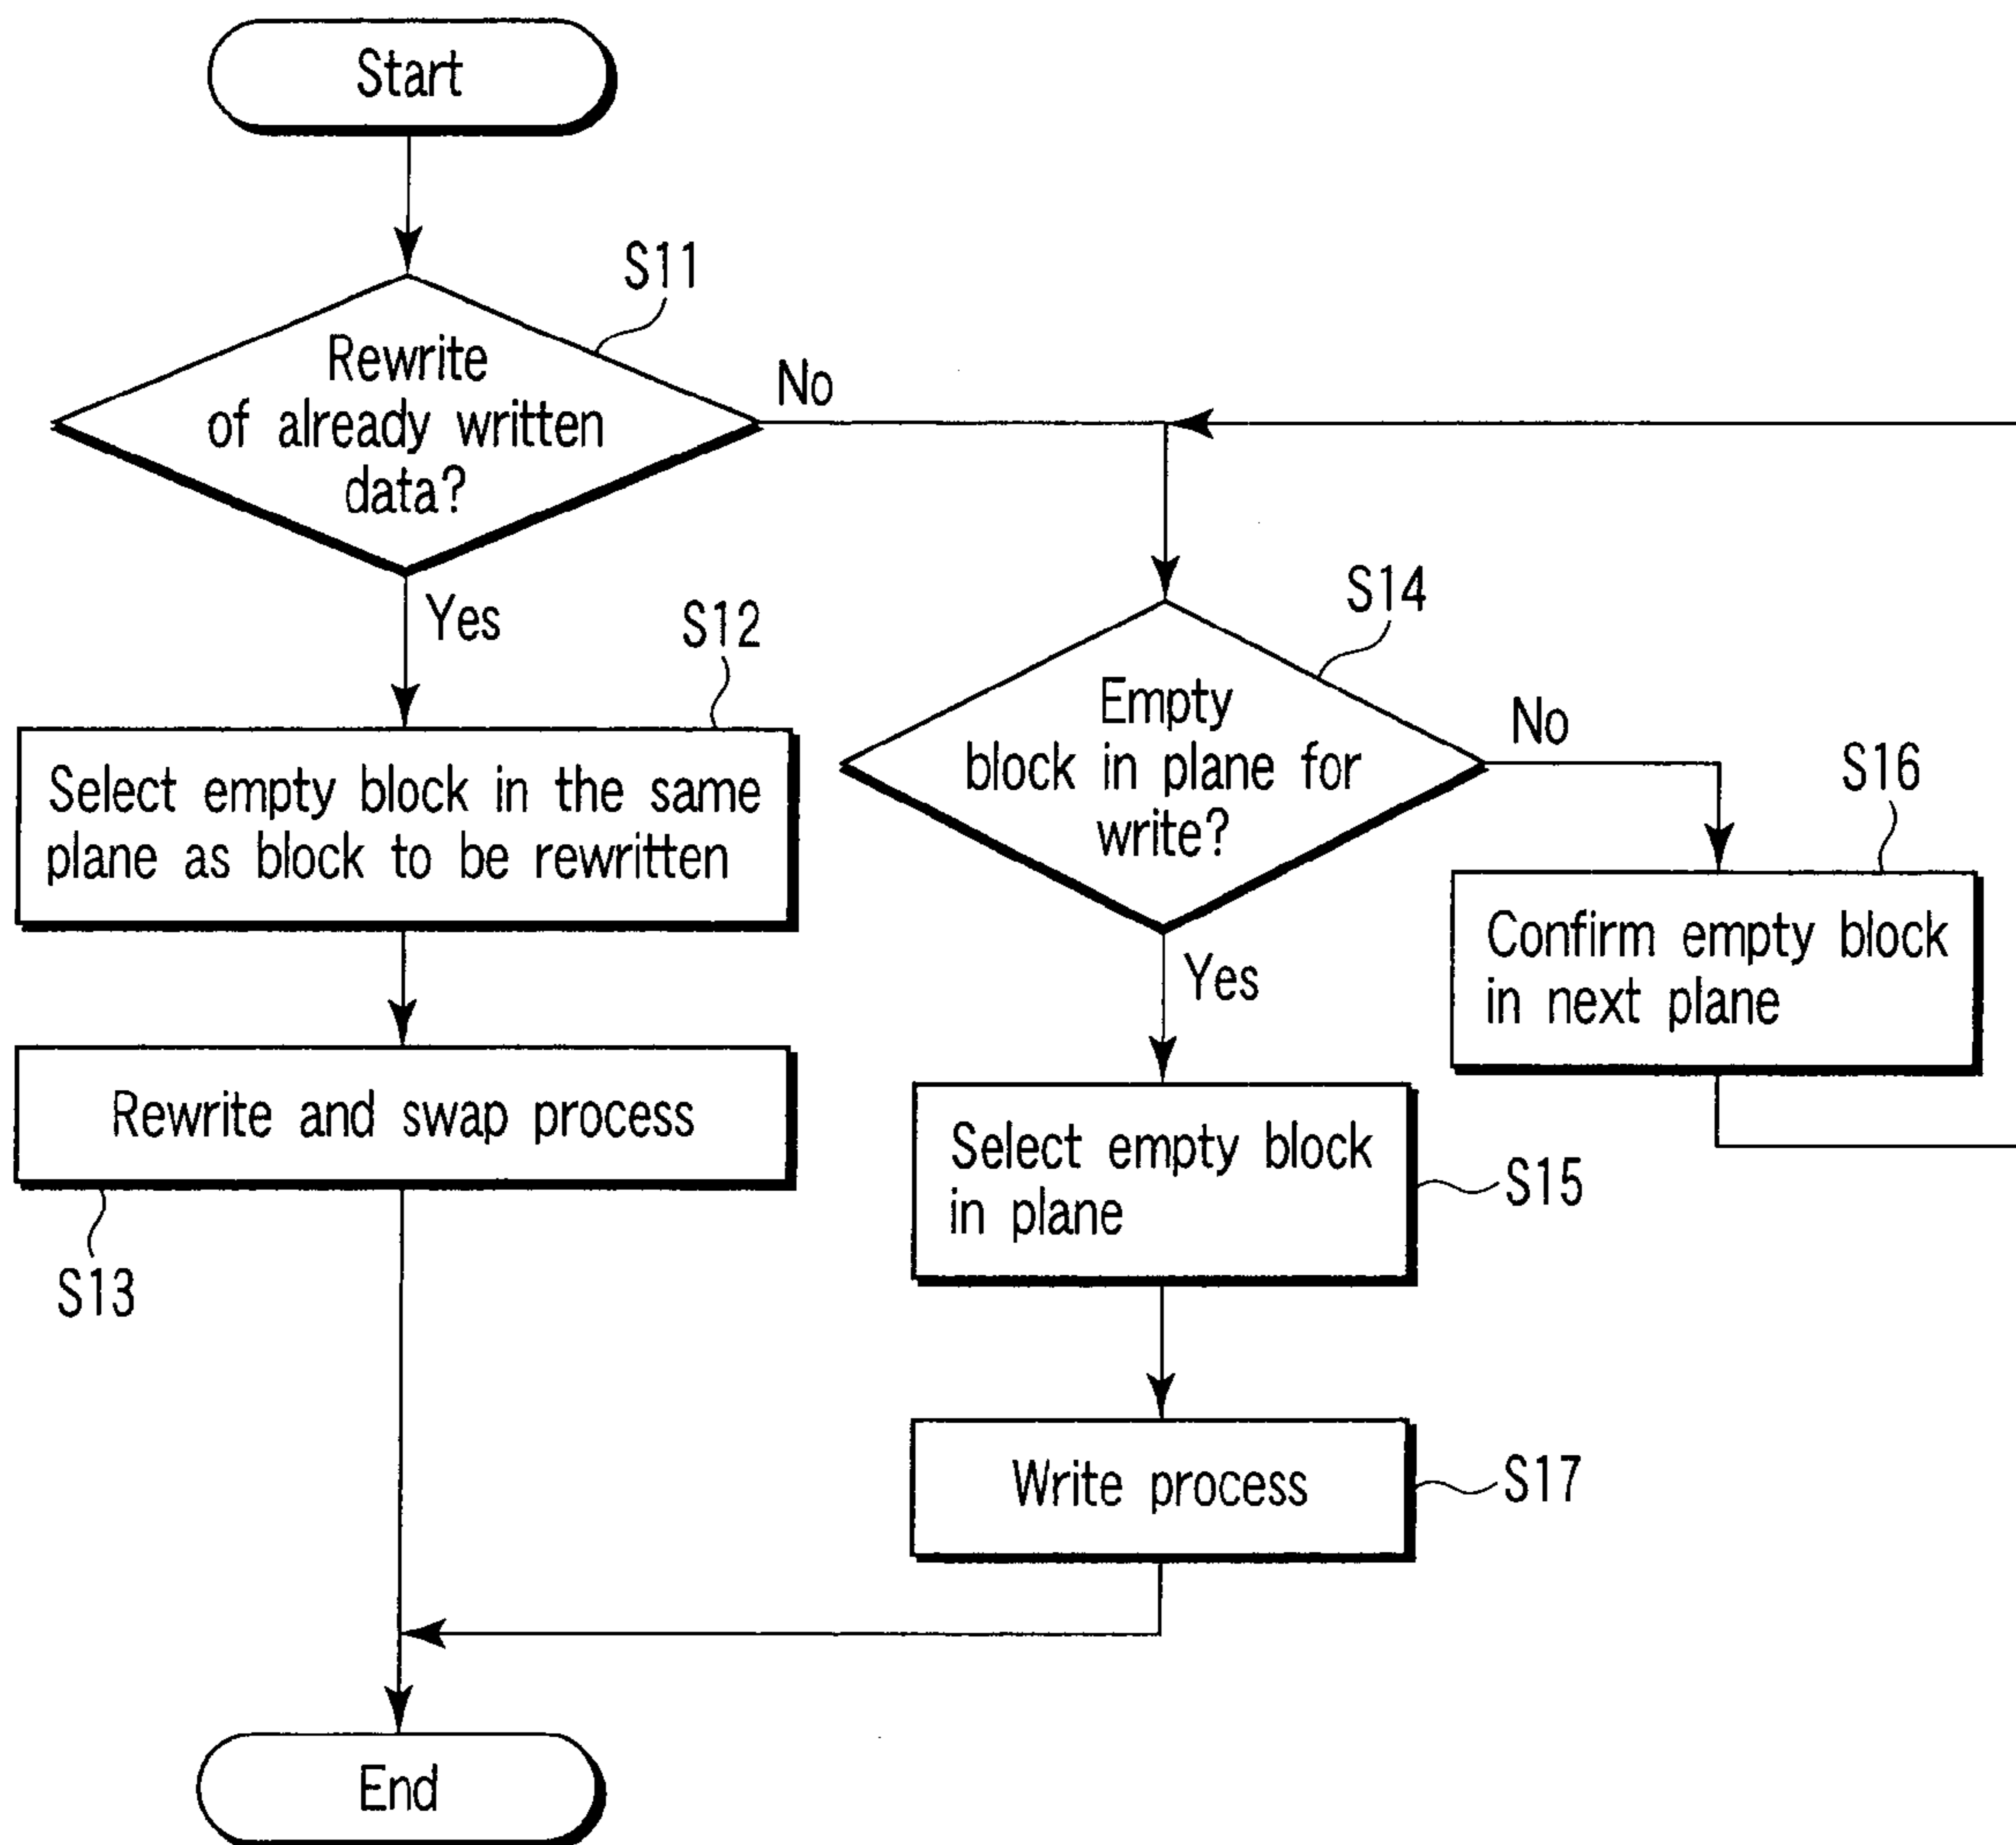 Start
S11
Rewrite
of already written
data?
No
Yes
S12
Select empty block in the same
plane as block to be rewritten
Rewrite and swap process
S13
S14
Empty
block in plane for
write?
No
S16
Confirm empty block
in next plane
Yes
Select empty block
in plane
S15
Write process
S17
End